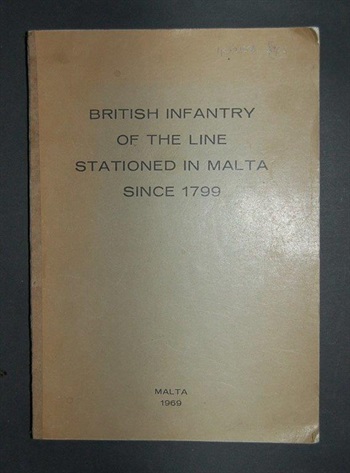 BRITISH INFANTRY
OF THE LINE
STATIONED IN MALTA
SINCE 1799
MALTA
1969